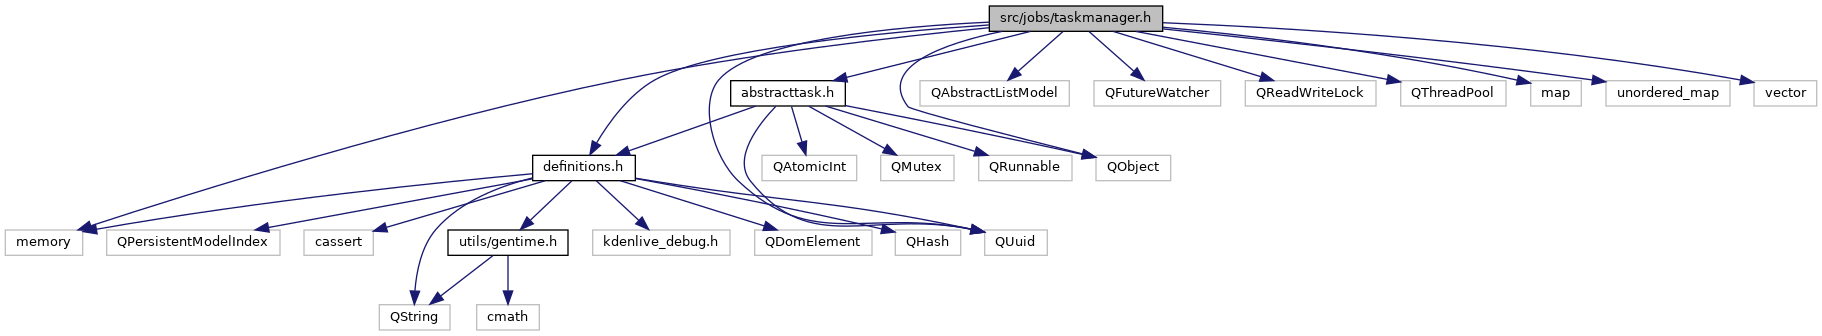 src/jobs/taskmanager.h
abstracttask.h
QAbstractListModel
QFutureWatcher
QReadWriteLock
QThreadPool
map
unordered_map
vector
definitions.h
QAtomicInt
QMutex
QRunnable
QObject
memory
QPersistentModelIndex
cassert
utils/gentime.h
kdenlive_debug.h
QDomElement
QHash
QUuid
QString
cmath